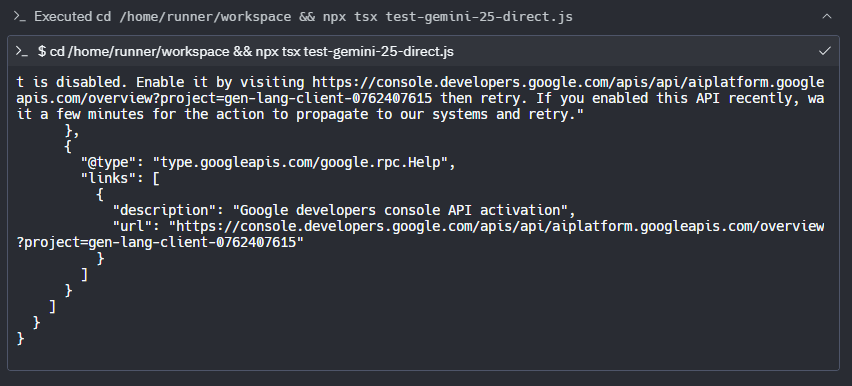 Executed cd /home/runner/workspace && npx tsx test-gemini-25-direct.js
$ cd /home/runner/workspace && npx tsx test-gemini-25-direct.js
t is disabled. Enable it by visiting https://console.developers.google.com/apis/api/aiplatform.google
apis.com/overview?project=gen-lang-client-0762407615 then retry. If you enabled this API recently, wa
it a few minutes for the action to propagate to our systems and retry."
      },
      {
        "@type": "type.googleapis.com/google.rpc.Help",
        "links": [
          {
            "description": "Google developers console API activation",
            "url": "https://console.developers.google.com/apis/api/aiplatform.googleapis.com/overview
?project=gen-lang-client-0762407615"
          }
        ]
      }
    ]
  }
}